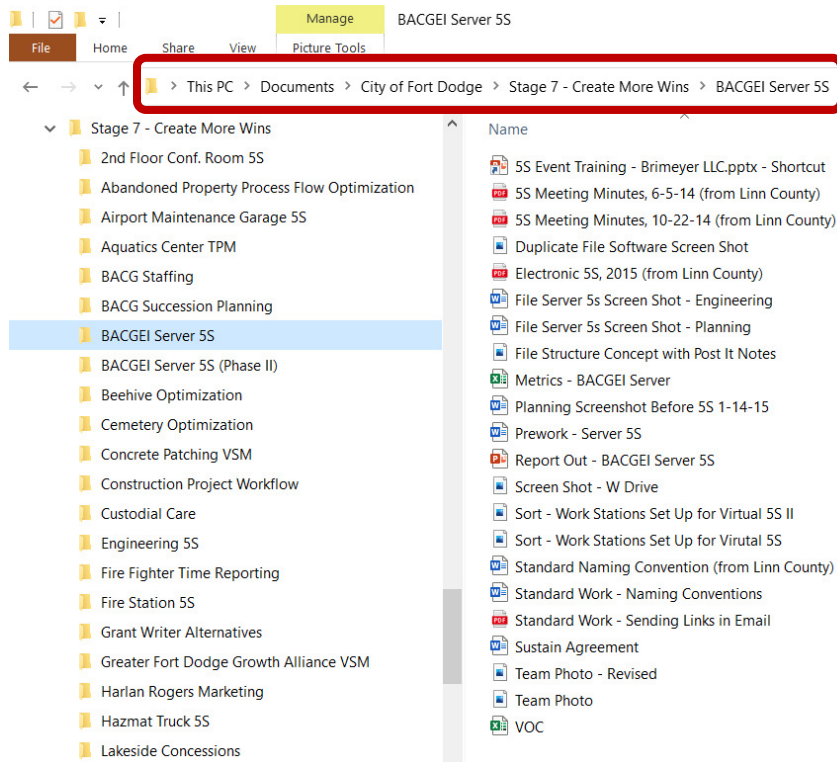 Manage
BACGEI Server 5S
File
Home
Share
View
Picture Tools
> This PC > Documents > City of Fort Dodge > Stage 7 - Create More Wins > BACGEI Server 5S
Stage 7 - Create More Wins
2nd Floor Conf. Room 5S
Abandoned Property Process Flow Optimization
Airport Maintenance Garage 5S
Aquatics Center TPM
BACG Staffing
BACG Succession Planning
BACGEI Server 5S
BACGEI Server 5S (Phase II)
Beehive Optimization
Cemetery Optimization
Concrete Patching VSM
Construction Project Workflow
Custodial Care
Engineering 5S
Fire Fighter Time Reporting
Fire Station 5S
Grant Writer Alternatives
Greater Fort Dodge Growth Alliance VSM
Harlan Rogers Marketing
Hazmat Truck 5S
Lakeside Concessions
Name
5S Event Training - Brimeyer LLC.pptx - Shortcut
5S Meeting Minutes, 6-5-14 (from Linn County)
5S Meeting Minutes, 10-22-14 (from Linn County)
Duplicate File Software Screen Shot
Electronic 5S, 2015 (from Linn County)
File Server 5s Screen Shot - Engineering
File Server 5s Screen Shot - Planning
File Structure Concept with Post It Notes
Metrics - BACGEI Server
Planning Screenshot Before 5S 1-14-15
Prework - Server 5S
Report Out - BACGEI Server 5S
Screen Shot - W Drive
Sort - Work Stations Set Up for Virtual 5S II
Sort - Work Stations Set Up for Virutal 5S
Standard Naming Convention (from Linn County)
Standard Work - Naming Conventions
Standard Work - Sending Links in Email
Sustain Agreement
Team Photo - Revised
Team Photo
VOC